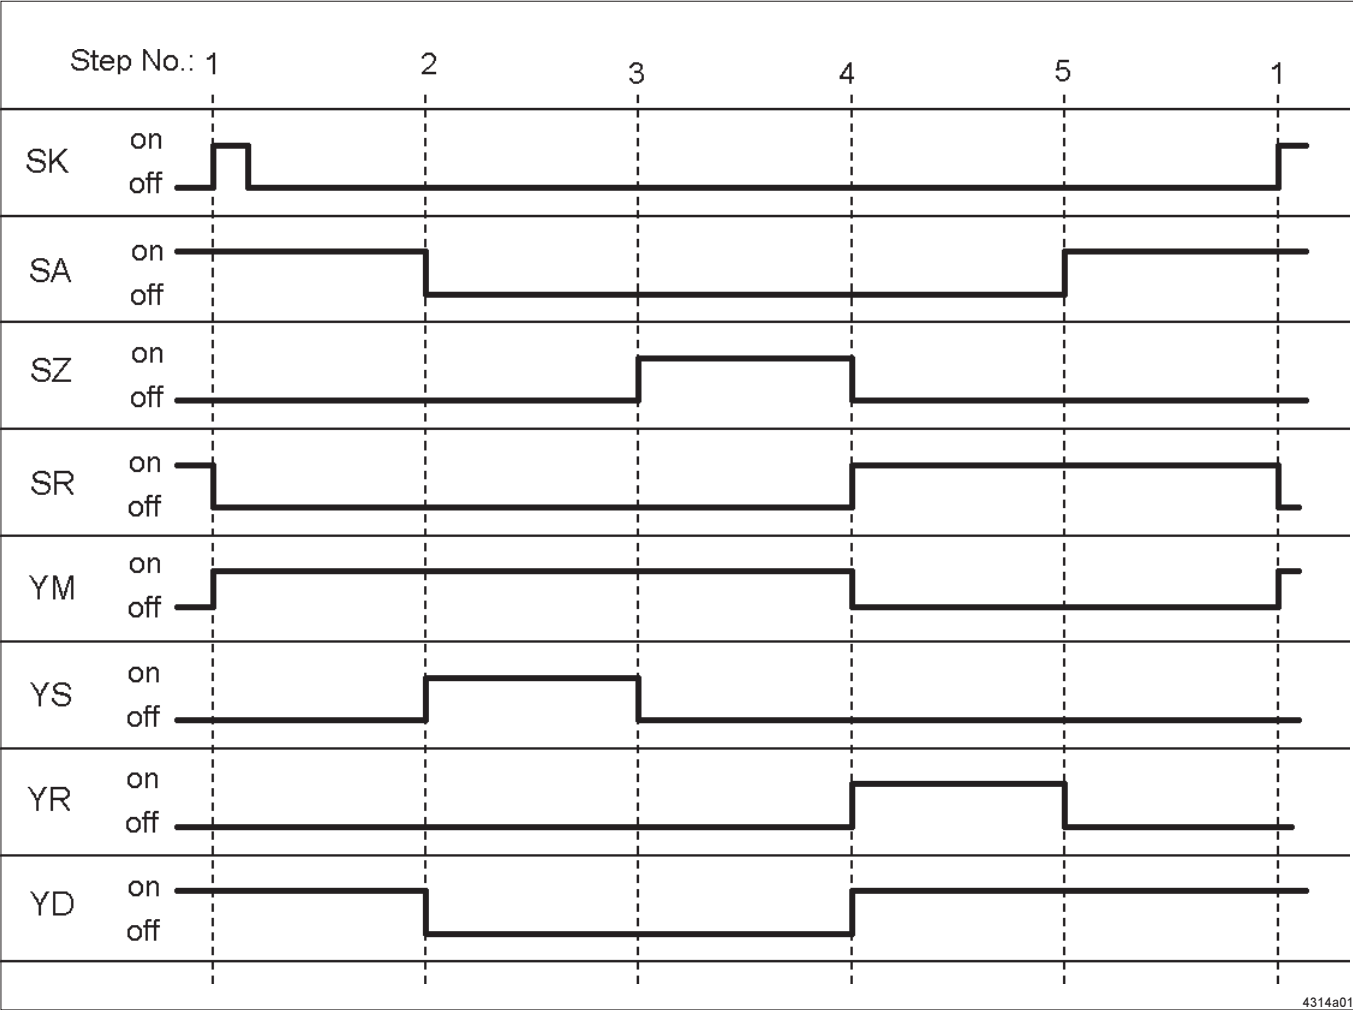 Step No.: 1 2 3 4 5 1
on
SK
off
on
SA
off
on
SZ
off
on
SR
off
on
YM
off
on
YS
off
on
YR
off
on
YD
off
4314a01